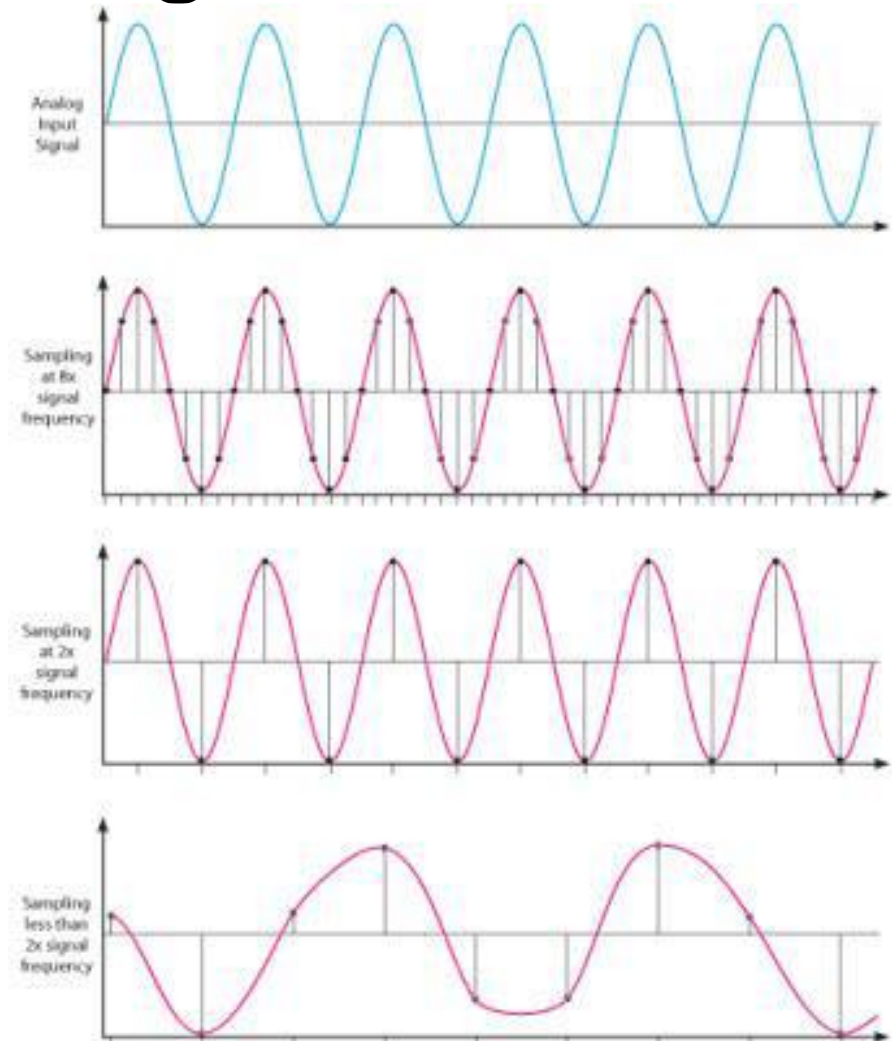 Analog
Input
Signal
Sampling
at 8x
signal
frequency
Sampling
at 2x
signal
frequency
Sampling
less than
2x signal
frequency